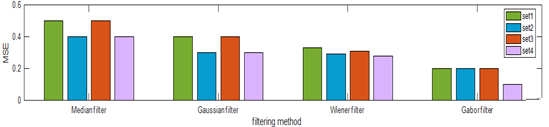 0.6
0.4
0.2
0
MSE
Median filter
Gaussian filter
Wiener filter
Gabor filter
filtering method
set1
set2
set3
set4